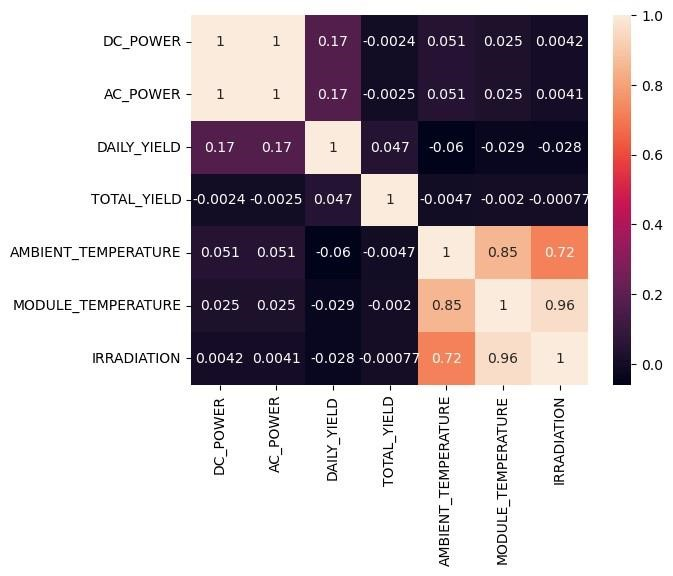 DC_POWER 1 1 0.17 -0.0024 0.051 0.025 0.0042
AC_POWER 1 1 0.17 -0.0025 0.051 0.025 0.0041
DAILY_YIELD 0.17 0.17 1 0.047 -0.06 -0.029 -0.028
TOTAL_YIELD -0.0024 -0.0025 0.047 1 -0.0047 -0.002 -0.00077
AMBIENT_TEMPERATURE 0.051 0.051 -0.06 -0.0047 1 0.85 0.72
MODULE_TEMPERATURE 0.025 0.025 -0.029 -0.002 0.85 1 0.96
IRRADIATION 0.0042 0.0041 -0.028 -0.00077 0.72 0.96 1
DC_POWER
AC_POWER
DAILY_YIELD
TOTAL_YIELD
AMBIENT_TEMPERATURE
MODULE_TEMPERATURE
IRRADIATION
1.0
0.8
0.6
0.4
0.2
0.0